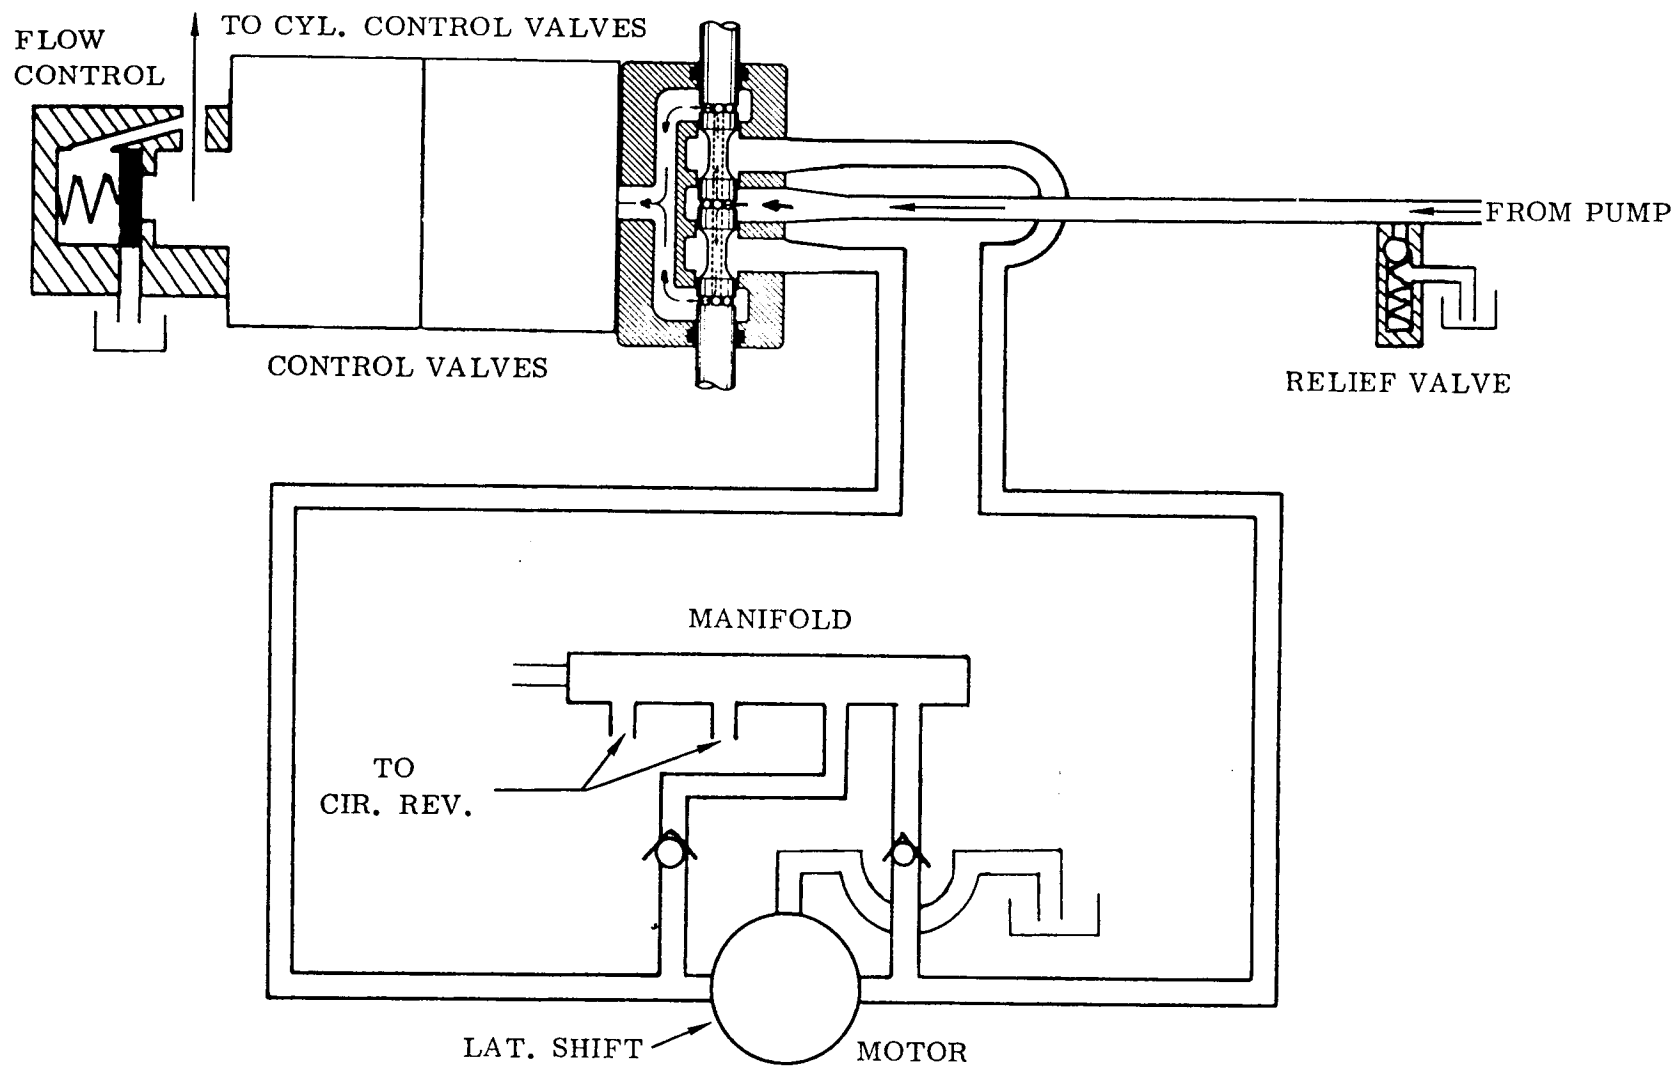 TO CYL. CONTROL VALVES
FLOW
CONTROL
FROM PUMP
CONTROL VALVES
RELIEF VALVE
MANIFOLD
TO
CIR. REV.
LAT. SHIFT
MOTOR